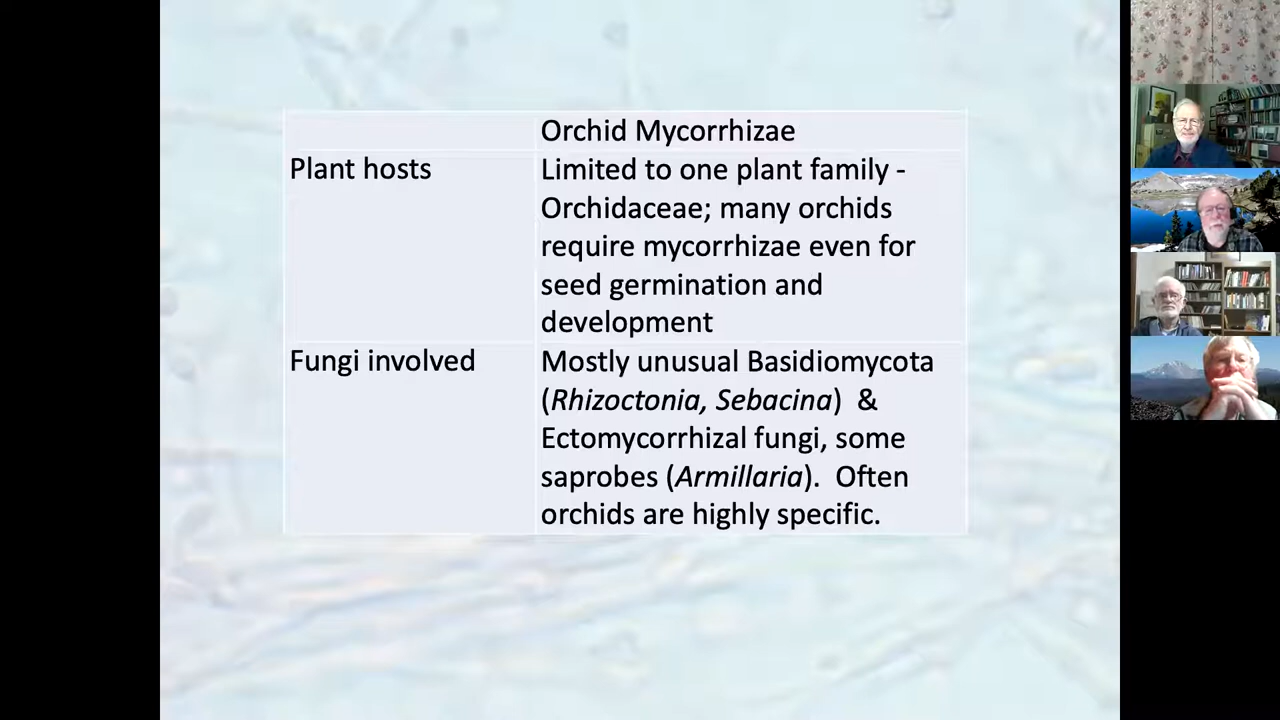 Orchid Mycorrhizae
Plant hosts
Limited to one plant family -
Orchidaceae; many orchids
require mycorrhizae even for
seed germination and
development
Fungi involved
Mostly unusual Basidiomycota
(Rhizoctonia, Sebacina) &
Ectomycorrhizal fungi, some
saprobes (Armillaria). Often
orchids are highly specific.